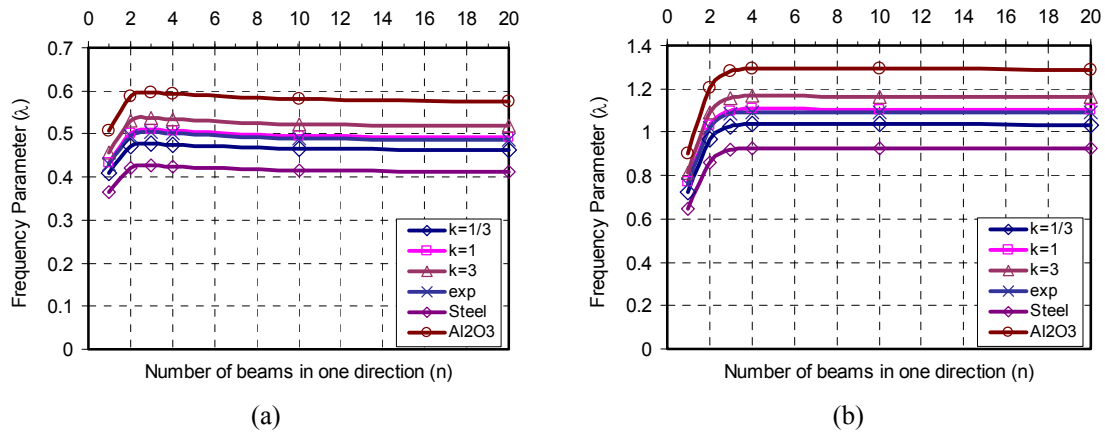 0 2 4 6 8 10 12 14 16 18 20
0.7
0.6
0.5
0.4
0.3
0.2
0.1
0
Frequency Parameter (λ)
k=1/3
k=1
k=3
exp
Steel
Al2O3
Number of beams in one direction (n)
(a)
0 2 4 6 8 10 12 14 16 18 20
1.4
1.2
1
0.8
0.6
0.4
0.2
0
Frequency Parameter (λ)
k=1/3
k=1
k=3
exp
Steel
Al2O3
Number of beams in one direction (n)
(b)